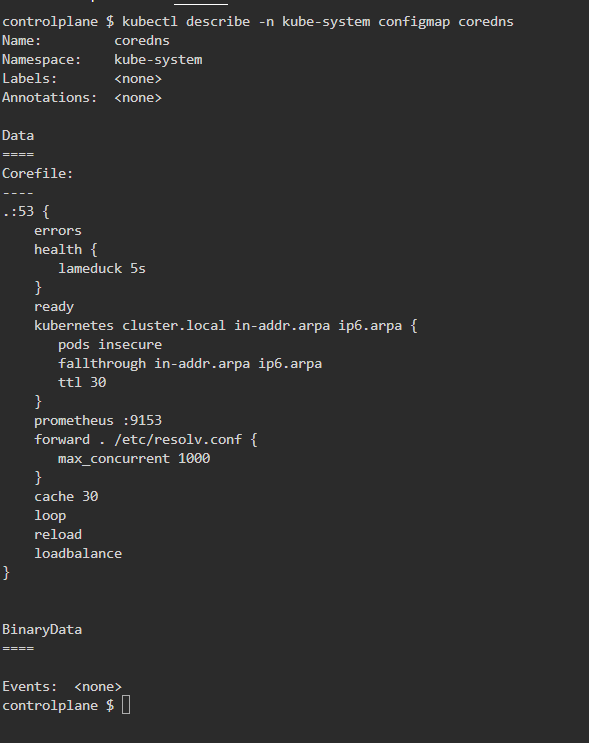 controlplane $ kubectl describe -n kube-system configmap coredns
Name:         coredns
Namespace:    kube-system
Labels:       <none>
Annotations:  <none>

Data
====
Corefile:
----
.:53 {
    errors
    health {
       lameduck 5s
    }
    ready
    kubernetes cluster.local in-addr.arpa ip6.arpa {
       pods insecure
       fallthrough in-addr.arpa ip6.arpa
       ttl 30
    }
    prometheus :9153
    forward . /etc/resolv.conf {
       max_concurrent 1000
    }
    cache 30
    loop
    reload
    loadbalance
}


BinaryData
====

Events:  <none>
controlplane $